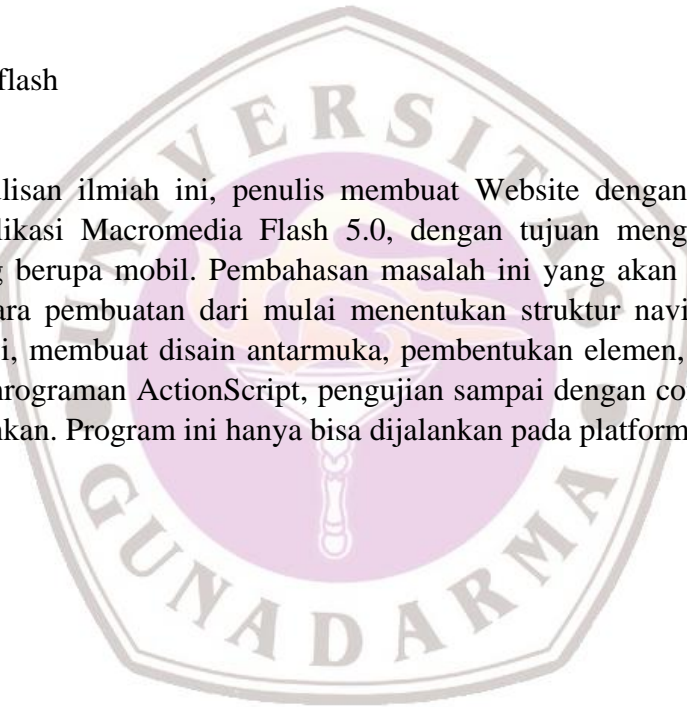 flash
ulisan ilmiah ini, penulis membuat Website dengan
likasi Macromedia Flash 5.0, dengan tujuan meng
g berupa mobil. Pembahasan masalah ini yang akan
ara pembuatan dari mulai menentukan struktur navi
i, membuat disain antarmuka, pembentukan elemen,
rograman ActionScript, pengujian sampai dengan co
nkan. Program ini hanya bisa dijalankan pada platform
UNIVERSITAS
GUNADARMA